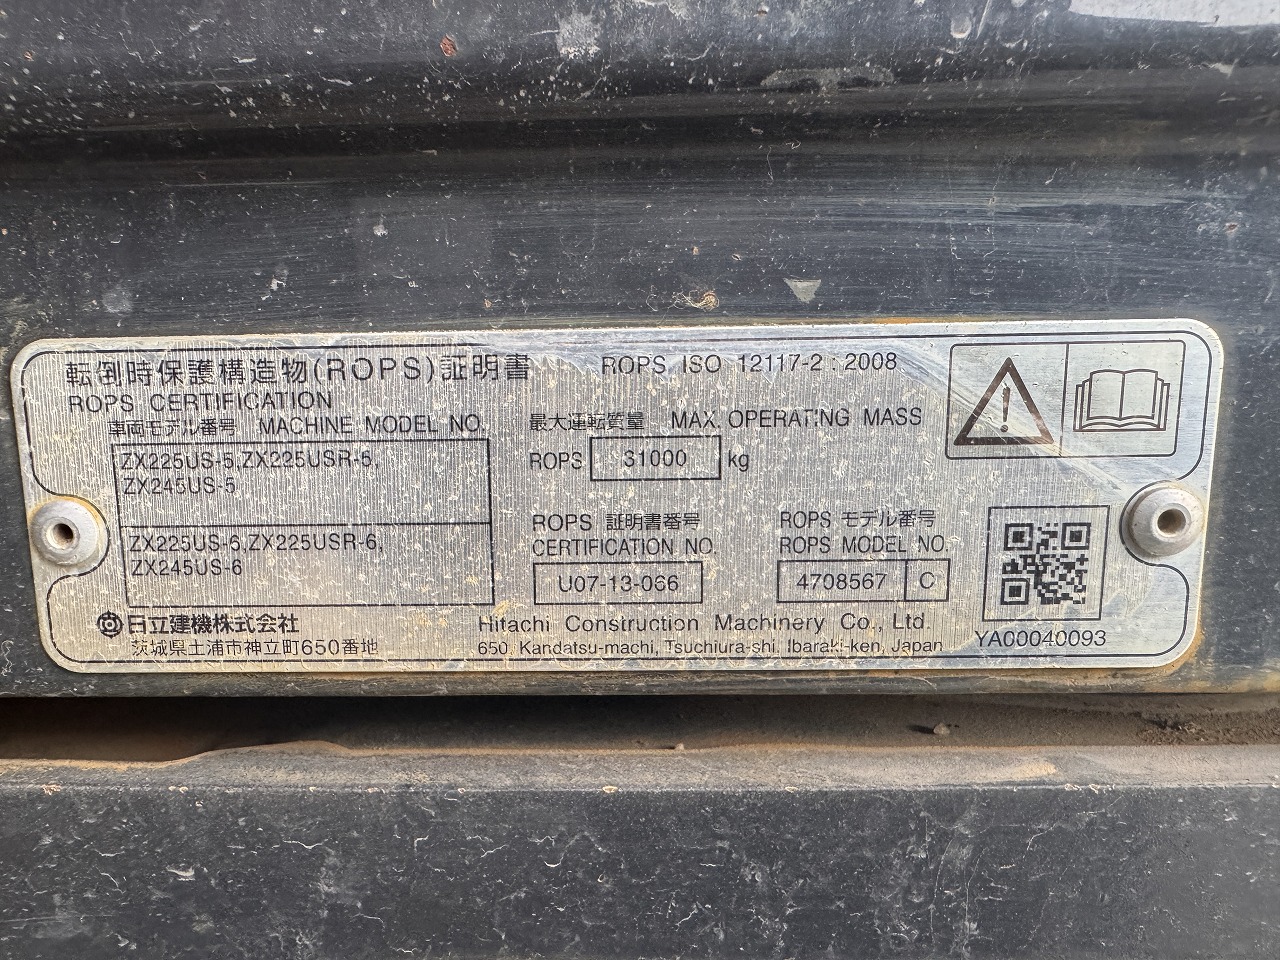 転倒時保護構造物(ROPS)証明書
ROPS ISO 12117-2 : 2008
ROPS CERTIFICATION
車両モデル番号 MACHINE MODEL NO.
最大運転質量 MAX. OPERATING MASS
ZX225US-5,ZX225USR-5,
ZX245US-5
ROPS 31000 kg
ZX225US-6,ZX225USR-6,
ZX245US-6
ROPS 証明書番号
CERTIFICATION NO.
U07-13-066
ROPS モデル番号
ROPS MODEL NO.
4708567 C
日立建機株式会社
茨城県土浦市神立町650番地
Hitachi Construction Machinery Co., Ltd.
650, Kandatsu-machi, Tsuchiura-shi, Ibaraki-ken, Japan
YA00040093